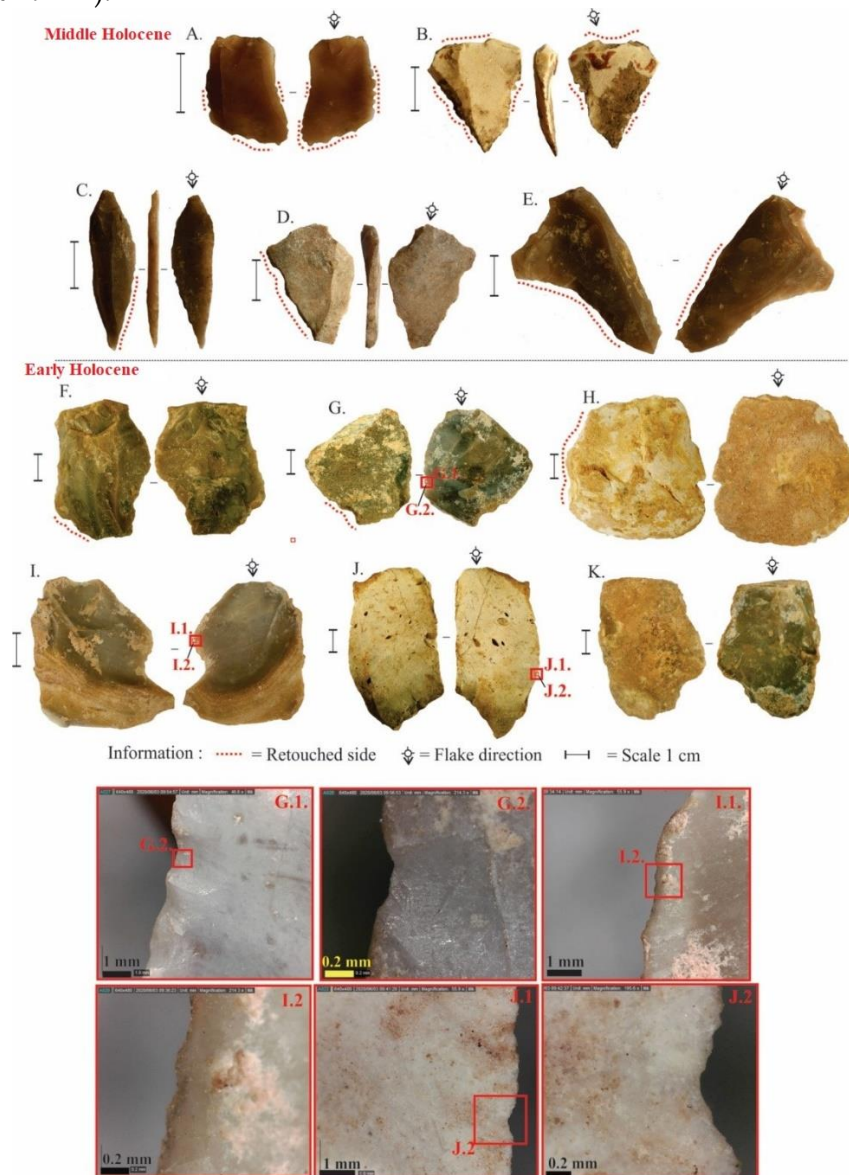 Middle Holocene
A.
B.
C.
D.
E.
Early Holocene
F.
G.
H.
G.2.
I.
J.
K.
I.1.
I.2.
J.1.
J.2.
Information : = Retouched side = Flake direction = Scale 1 cm
G.1.
G.2.
1 mm
G.2.
0.2 mm
I.1.
I.2.
1 mm
I.2
0.2 mm
J.1
J.2
1 mm
J.2
0.2 mm